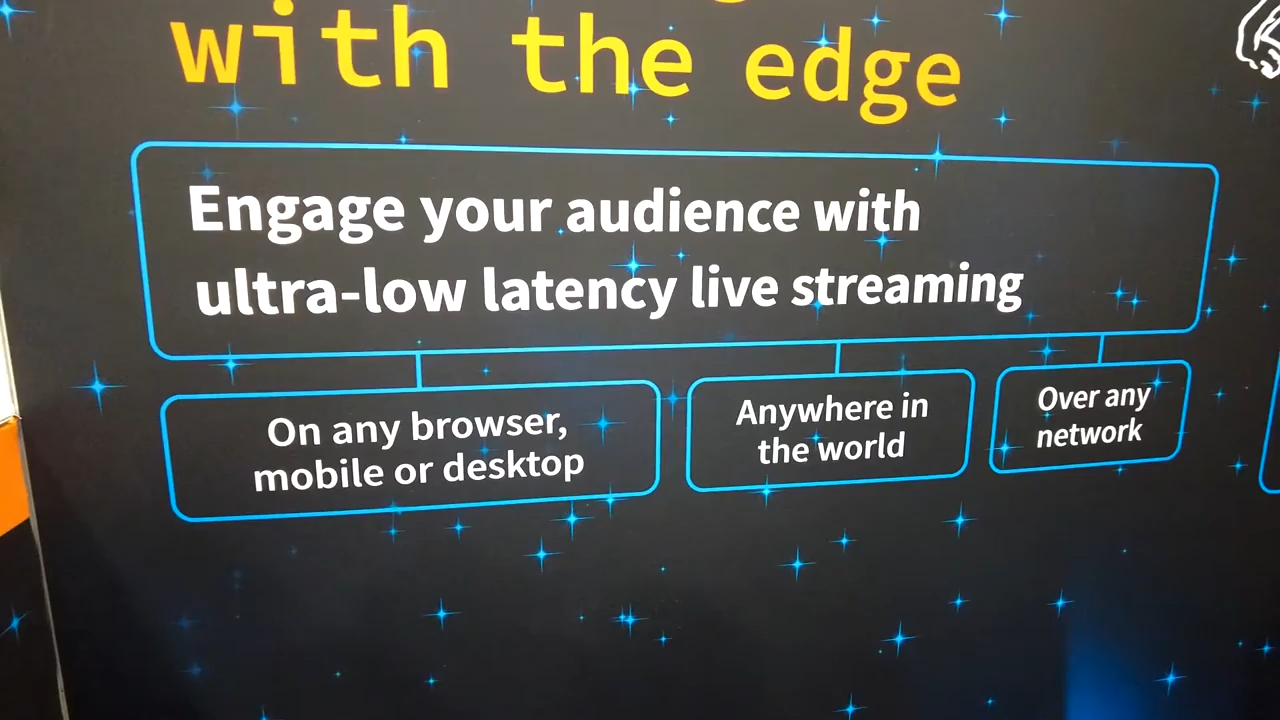 with the edge
Engage your audience with
ultra-low latency live streaming
On any browser,
mobile or desktop
Anywhere in
the world
Over any
network